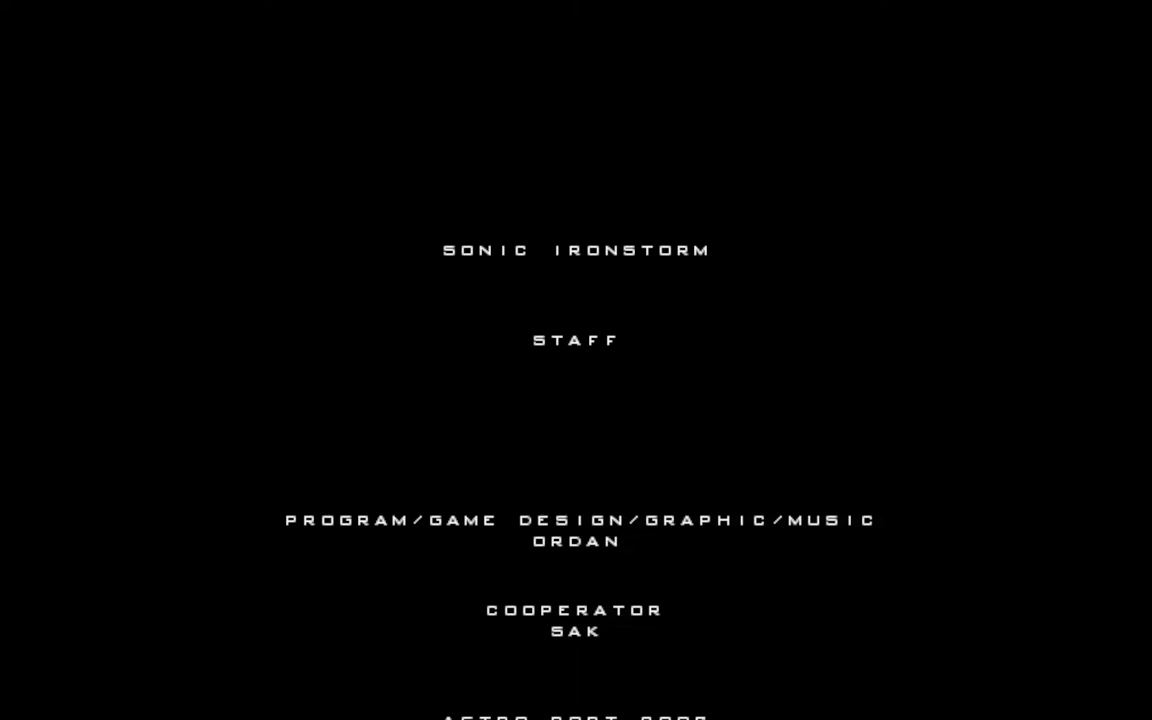 SONIC IRONSTORM
STAFF
PROGRAM/GAME DESIGN/GRAPHIC/MUSIC
ORDAN
COOPERATOR
SAK